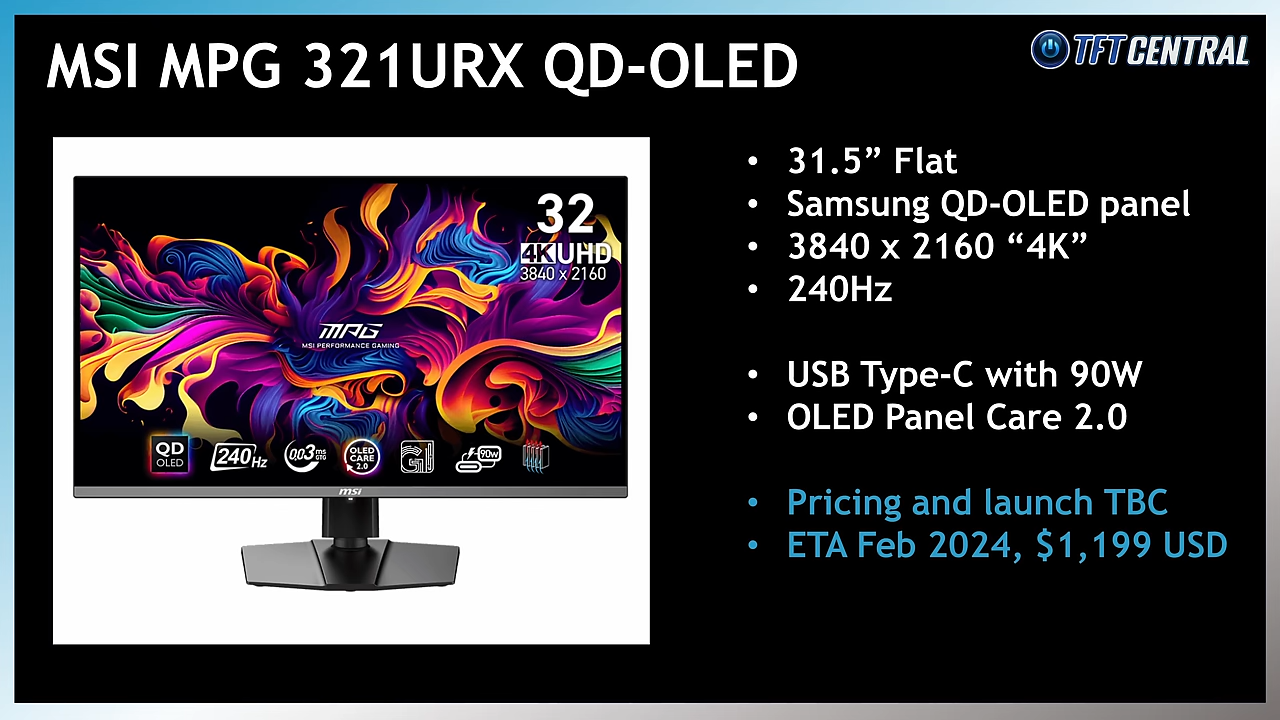 MSI MPG 321URX QD-OLED
TFTCENTRAL
32
4K UHD
3840 x 2160
MPG
MSI PERFORMANCE GAMING
QD
OLED
240Hz
0.03ms
GTG
OLED
CARE
2.0
90w
msi
• 31.5” Flat
• Samsung QD-OLED panel
• 3840 x 2160 “4K”
• 240Hz
• USB Type-C with 90W
• OLED Panel Care 2.0
• Pricing and launch TBC
• ETA Feb 2024, $1,199 USD